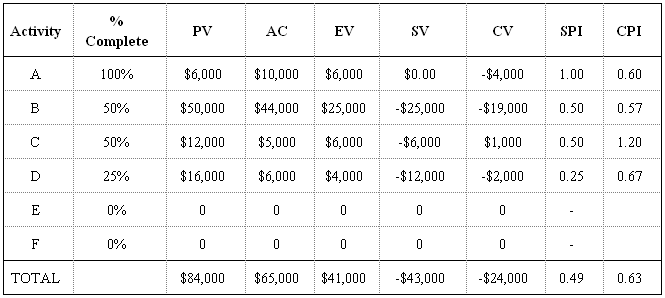 Activity % Complete PV AC EV SV CV SPI CPI
A 100% $6,000 $10,000 $6,000 $0.00 -$4,000 1.00 0.60
B 50% $50,000 $44,000 $25,000 -$25,000 -$19,000 0.50 0.57
C 50% $12,000 $5,000 $6,000 -$6,000 $1,000 0.50 1.20
D 25% $16,000 $6,000 $4,000 -$12,000 -$2,000 0.25 0.67
E 0% 0 0 0 0 0 -
F 0% 0 0 0 0 0 -
TOTAL $84,000 $65,000 $41,000 -$43,000 -$24,000 0.49 0.63